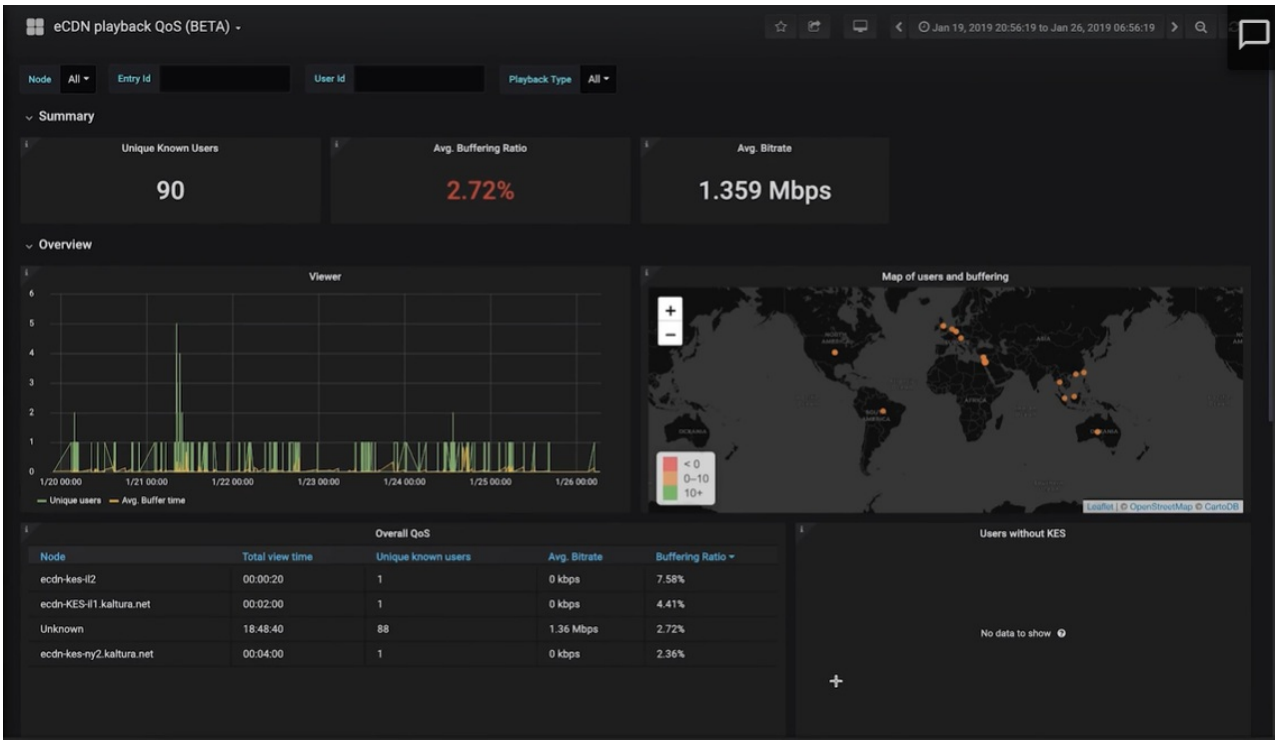 eCDN playback QoS (BETA)
Jan 19, 2019 20:56:19 to Jan 26, 2019 06:56:19
Node All Entry Id User Id Playback Type All
Summary
Unique Known Users
90
Avg. Buffering Ratio
2.72%
Avg. Bitrate
1.359 Mbps
Overview
Viewer
6
5
4
3
2
1
0
1/20 00:00 1/21 00:00 1/22 00:00 1/23 00:00 1/24 00:00 1/25 00:00 1/26 00:00
Unique users Avg. Buffer time
Map of users and buffering
+
−
NORTH
AMERICA
ASIA
AFRICA
SOUTH
AMERICA
OCEANIA
< 0
0–10
10+
Leaflet | © OpenStreetMap © CartoDB
Overall QoS
Node Total view time Unique known users Avg. Bitrate Buffering Ratio
ecdn-kes-il2 00:00:20 1 0 kbps 7.58%
ecdn-KES-il1.kaltura.net 00:02:00 1 0 kbps 4.41%
Unknown 18:48:40 88 1.36 Mbps 2.72%
ecdn-kes-ny2.kaltura.net 00:04:00 1 0 kbps 2.36%
Users without KES
No data to show